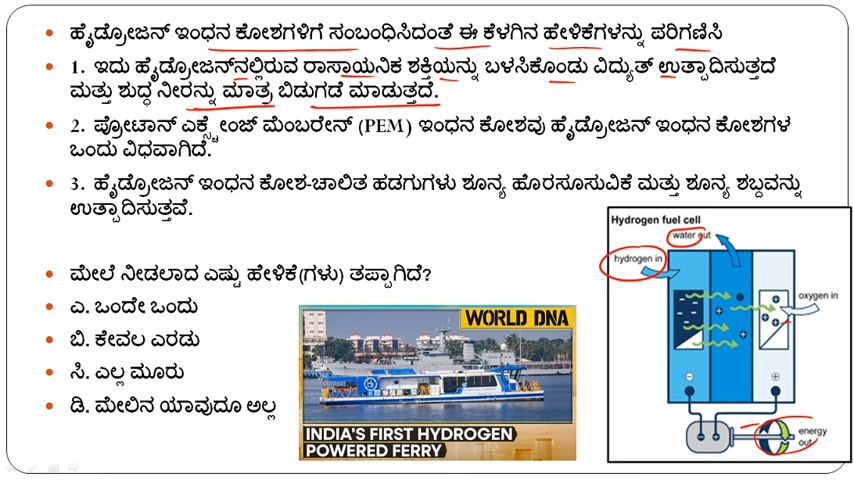 ಹೈಡ್ರೋಜನ್ ಇಂಧನ ಕೋಶಗಳಿಗೆ ಸಂಬಂಧಿಸಿದಂತೆ ಈ ಕೆಳಗಿನ ಹೇಳಿಕೆಗಳನ್ನು ಪರಿಗಣಿಸಿ
1. ಇದು ಹೈಡ್ರೋಜನ್‌ನಲ್ಲಿರುವ ರಾಸಾಯನಿಕ ಶಕ್ತಿಯನ್ನು ಬಳಸಿಕೊಂಡು ವಿದ್ಯುತ್ ಉತ್ಪಾದಿಸುತ್ತದೆ
ಮತ್ತು ಶುದ್ಧ ನೀರನ್ನು ಮಾತ್ರ ಬಿಡುಗಡೆ ಮಾಡುತ್ತದೆ.
2. ಪ್ರೋಟಾನ್ ಎಕ್ಸ್ಚೇಂಜ್ ಮೆಂಬರೇನ್ (PEM) ಇಂಧನ ಕೋಶವು ಹೈಡ್ರೋಜನ್ ಇಂಧನ ಕೋಶಗಳ
ಒಂದು ವಿಧವಾಗಿದೆ.
3. ಹೈಡ್ರೋಜನ್ ಇಂಧನ ಕೋಶ-ಚಾಲಿತ ಹಡಗುಗಳು ಶೂನ್ಯ ಹೊರಸೂಸುವಿಕೆ ಮತ್ತು ಶೂನ್ಯ ಶಬ್ದವನ್ನು
ಉತ್ಪಾದಿಸುತ್ತವೆ.
ಮೇಲೆ ನೀಡಲಾದ ಎಷ್ಟು ಹೇಳಿಕೆ(ಗಳು) ತಪ್ಪಾಗಿದೆ?
ಎ. ಒಂದೇ ಒಂದು
ಬಿ. ಕೇವಲ ಎರಡು
ಸಿ. ಎಲ್ಲ ಮೂರು
ಡಿ. ಮೇಲಿನ ಯಾವುದೂ ಅಲ್ಲ
WORLD DNA
INDIA'S FIRST HYDROGEN
POWERED FERRY
Hydrogen fuel cell
water out
hydrogen in
oxygen in
energy
out